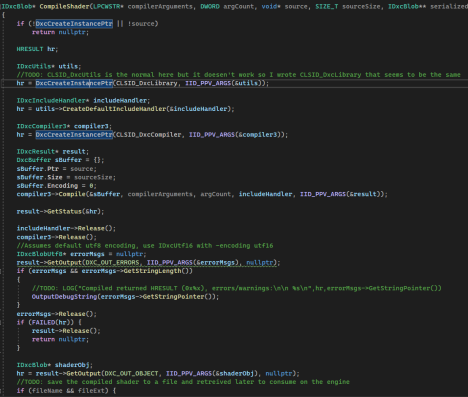 IDxcBlob* CompileShader(LPCWSTR* compilerArguments, DWORD argCount, void* source, SIZE_T sourceSize, IDxcBlob** serialized
{
if (!DxcCreateInstancePtr || !source)
return nullptr;
HRESULT hr;
IDxcUtils* utils;
//TODO: CLSID_DxcUtils is the normal here but it doesen't work so I wrote CLSID_DxcLibrary that seems to be the same
hr = DxcCreateInstancePtr(CLSID_DxcLibrary, IID_PPV_ARGS(&utils));
IDxcIncludeHandler* includeHandler;
hr = utils->CreateDefaultIncludeHandler(&includeHandler);
IDxcCompiler3* compiler3;
hr = DxcCreateInstancePtr(CLSID_DxcCompiler, IID_PPV_ARGS(&compiler3));
IDxcResult* result;
DxcBuffer sBuffer = {};
sBuffer.Ptr = source;
sBuffer.Size = sourceSize;
sBuffer.Encoding = 0;
compiler3->Compile(&sBuffer, compilerArguments, argCount, includeHandler, IID_PPV_ARGS(&result));
result->GetStatus(&hr);
includeHandler->Release();
compiler3->Release();
//Assumes default utf8 encoding, use IDxcUtf16 with -encoding utf16
IDxcBlobUtf8* errorMsgs = nullptr;
result->GetOutput(DXC_OUT_ERRORS, IID_PPV_ARGS(&errorMsgs), nullptr);
if (errorMsgs && errorMsgs->GetStringLength())
{
//TODO: LOG("Compiled returned HRESULT (0x%x), errors/warnings:\n\n %s\n",hr,errorMsgs->GetStringPointer())
OutputDebugString(errorMsgs->GetStringPointer());
}
errorMsgs->Release();
if (FAILED(hr)) {
result->Release();
return nullptr;
}
IDxcBlob* shaderObj;
hr = result->GetOutput(DXC_OUT_OBJECT, IID_PPV_ARGS(&shaderObj), nullptr);
//TODO: save the compiled shader to a file and retreived later to consume on the engine
if (fileName && fileExt) {